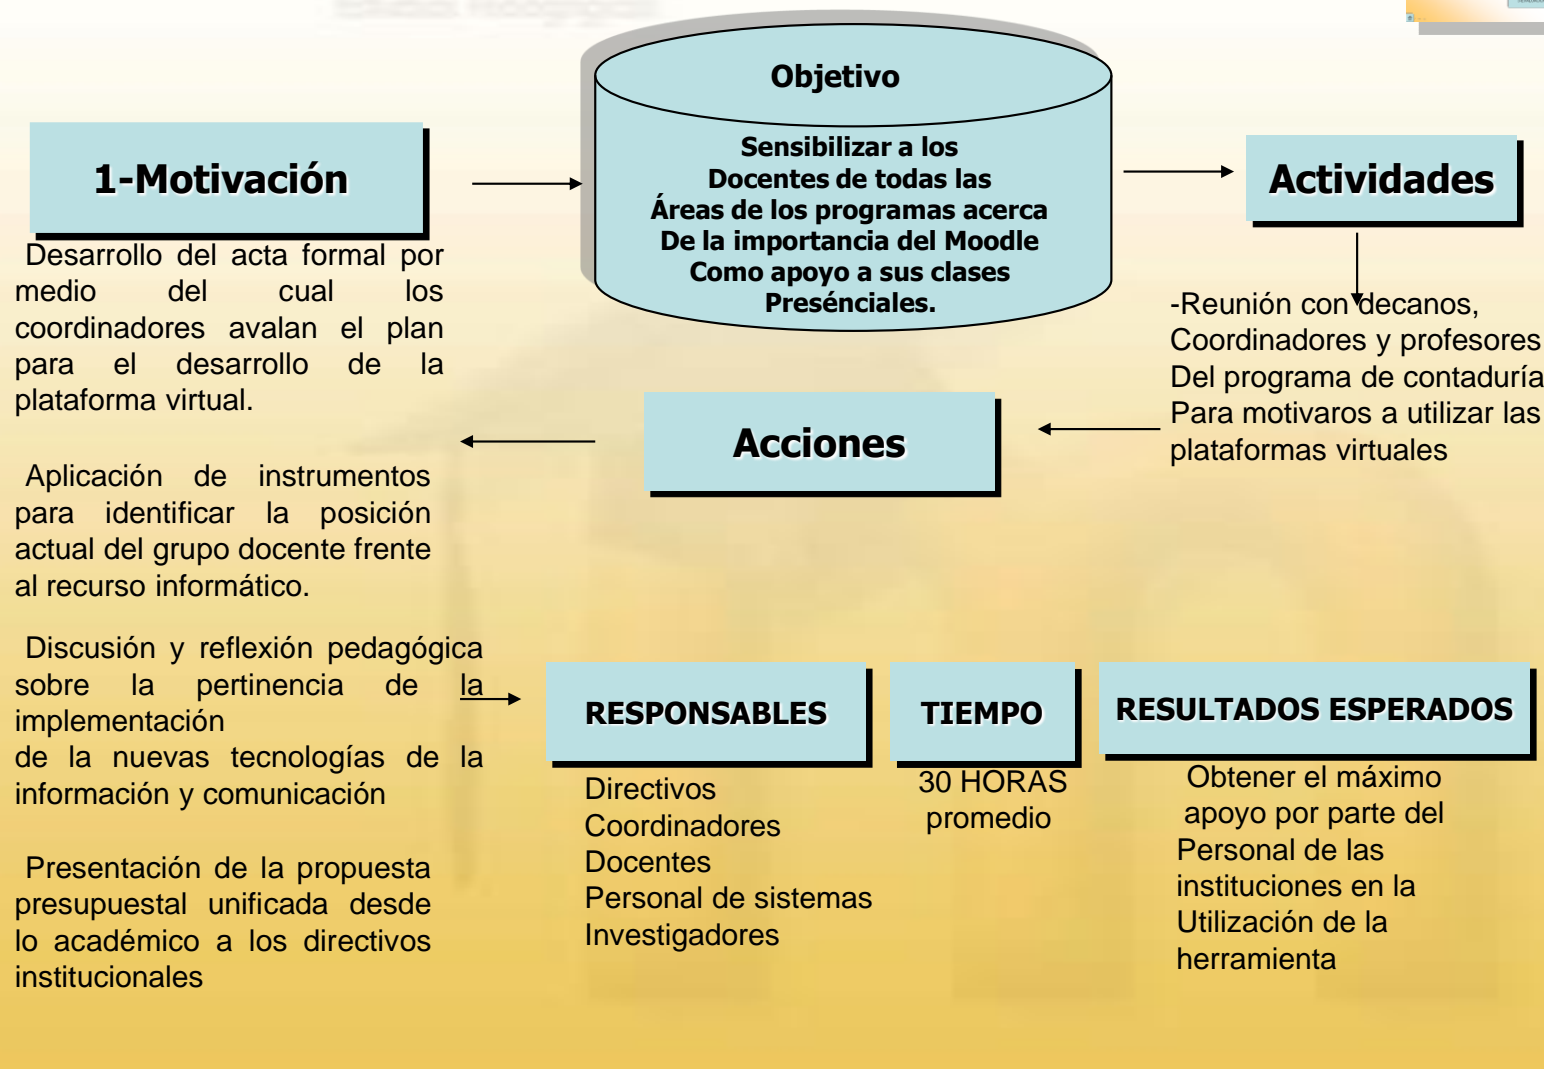 1-Motivación
Objetivo
Sensibilizar a los
Docentes de todas las
Áreas de los programas acerca
De la importancia del Moodle
Como apoyo a sus clases
Presénciales.
Actividades
-Reunión con decanos,
Coordinadores y profesores
Del programa de contaduría
Para motivaros a utilizar las
plataformas virtuales
Acciones
Desarrollo del acta formal por
medio del cual los
coordinadores avalan el plan
para el desarrollo de la
plataforma virtual.
Aplicación de instrumentos
para identificar la posición
actual del grupo docente frente
al recurso informático.
Discusión y reflexión pedagógica
sobre la pertinencia de la
implementación
de la nuevas tecnologías de la
información y comunicación
Presentación de la propuesta
presupuestal unificada desde
lo académico a los directivos
institucionales
RESPONSABLES
Directivos
Coordinadores
Docentes
Personal de sistemas
Investigadores
TIEMPO
30 HORAS
promedio
RESULTADOS ESPERADOS
Obtener el máximo
apoyo por parte del
Personal de las
instituciones en la
Utilización de la
herramienta